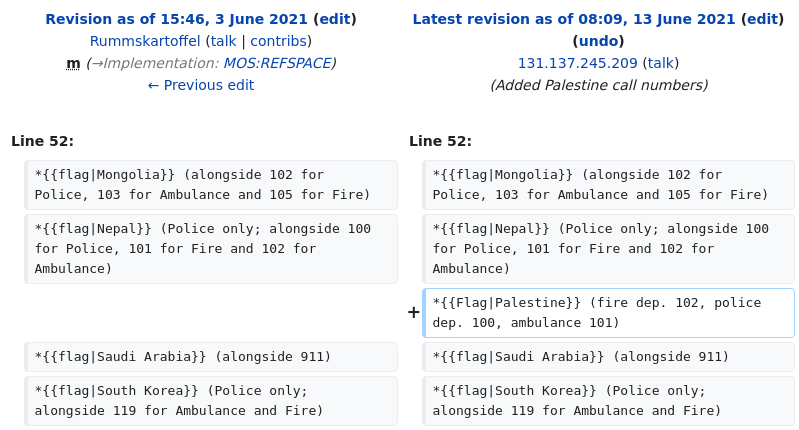 Revision as of 15:46, 3 June 2021 (edit)
Rummskartoffel (talk | contribs)
m (→Implementation: MOS:REFSPACE)
← Previous edit
Latest revision as of 08:09, 13 June 2021 (edit)
(undo)
131.137.245.209 (talk)
(Added Palestine call numbers)
Line 52:
Line 52:
*{{flag|Mongolia}} (alongside 102 for
Police, 103 for Ambulance and 105 for Fire)
*{{flag|Mongolia}} (alongside 102 for
Police, 103 for Ambulance and 105 for Fire)
*{{flag|Nepal}} (Police only; alongside 100
for Police, 101 for Fire and 102 for
Ambulance)
*{{flag|Nepal}} (Police only; alongside 100
for Police, 101 for Fire and 102 for
Ambulance)
+ *{{Flag|Palestine}} (fire dep. 102, police
dep. 100, ambulance 101)
*{{flag|Saudi Arabia}} (alongside 911)
*{{flag|Saudi Arabia}} (alongside 911)
*{{flag|South Korea}} (Police only;
alongside 119 for Ambulance and Fire)
*{{flag|South Korea}} (Police only;
alongside 119 for Ambulance and Fire)